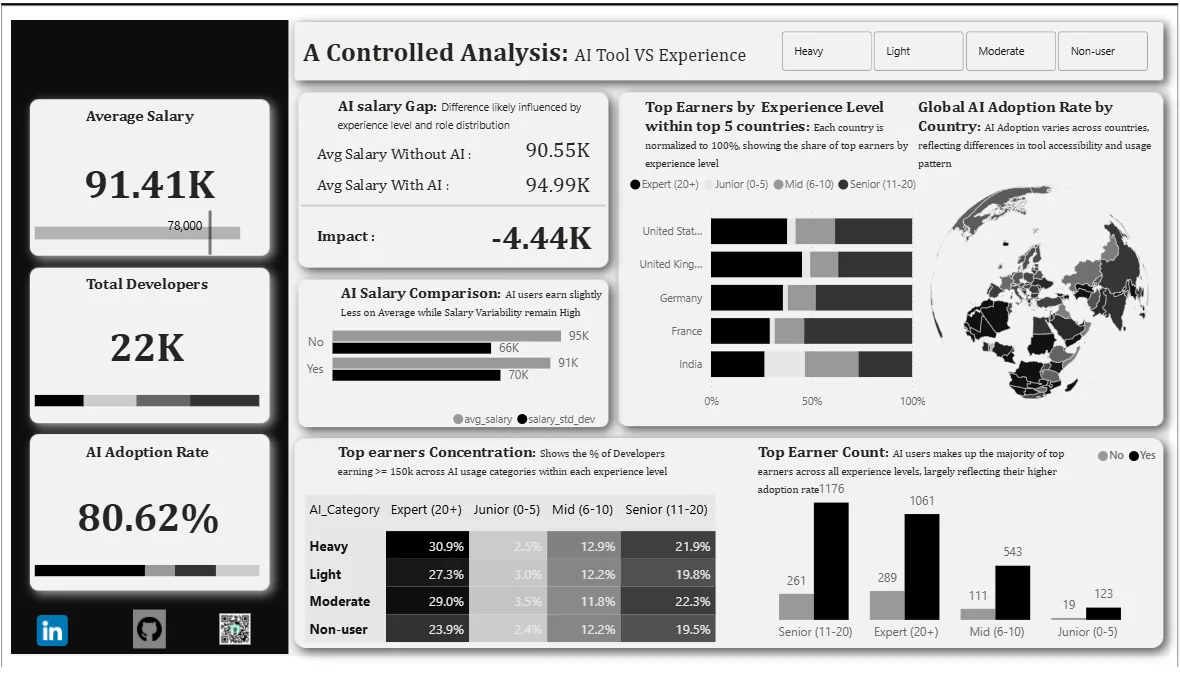 A Controlled Analysis: AI Tool VS Experience
Heavy
Light
Moderate
Non-user
Average Salary
91.41K
78,000
Total Developers
22K
AI Adoption Rate
80.62%
in
AI salary Gap: Difference likely influenced by
experience level and role distribution
Avg Salary Without AI : 90.55K
Avg Salary With AI : 94.99K
Impact : -4.44K
AI Salary Comparison: AI users earn slightly
Less on Average while Salary Variability remain High
No
95K
66K
Yes
91K
70K
avg_salary salary_std_dev
Top Earners by Experience Level
within top 5 countries: Each country is
normalized to 100%, showing the share of top earners by
experience level
Expert (20+) Junior (0-5) Mid (6-10) Senior (11-20)
United Stat...
United King...
Germany
France
India
0% 50% 100%
Global AI Adoption Rate by
Country: AI Adoption varies across countries,
reflecting differences in tool accessibility and usage
pattern
Top earners Concentration: Shows the % of Developers
earning >= 150k across AI usage categories within each experience level
AI_Category Expert (20+) Junior (0-5) Mid (6-10) Senior (11-20)
Heavy 30.9% 2.5% 12.9% 21.9%
Light 27.3% 3.0% 12.2% 19.8%
Moderate 29.0% 3.5% 11.8% 22.3%
Non-user 23.9% 2.4% 12.2% 19.5%
Top Earner Count: AI users makes up the majority of top
earners across all experience levels, largely reflecting their higher
adoption rate
No Yes
261 1176
289 1061
111 543
19 123
Senior (11-20) Expert (20+) Mid (6-10) Junior (0-5)